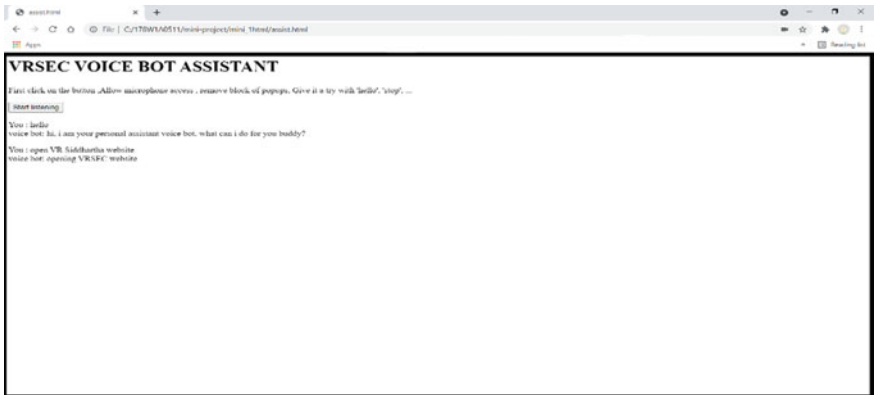 assist.html
File | C:/178W1A0511/mini-project/mini_1html/assist.html
Apps
Reading list
VRSEC VOICE BOT ASSISTANT
First click on the button ,Allow microphone access , remove block of popups. Give it a try with 'hello', 'stop', ...
Start listening
You : hello
voice bot: hi, i am your personal assistant voice bot, what can i do for you buddy?
You : open VR Siddhartha website
voice bot: opening VRSEC website